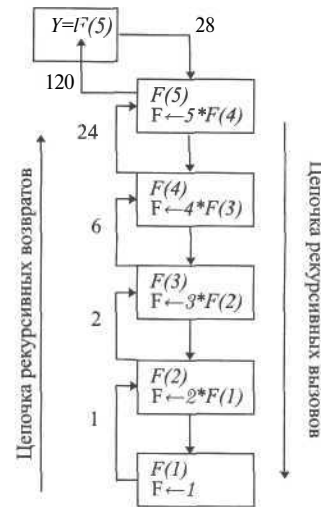 Y=F(5)
28
120
F(5)
F←5*F(4)
24
F(4)
F←4*F(3)
6
F(3)
F←3*F(2)
2
F(2)
F←2*F(1)
1
F(1)
F←1
Цепочка рекурсивных возвратов
Цепочка рекурсивных вызовов